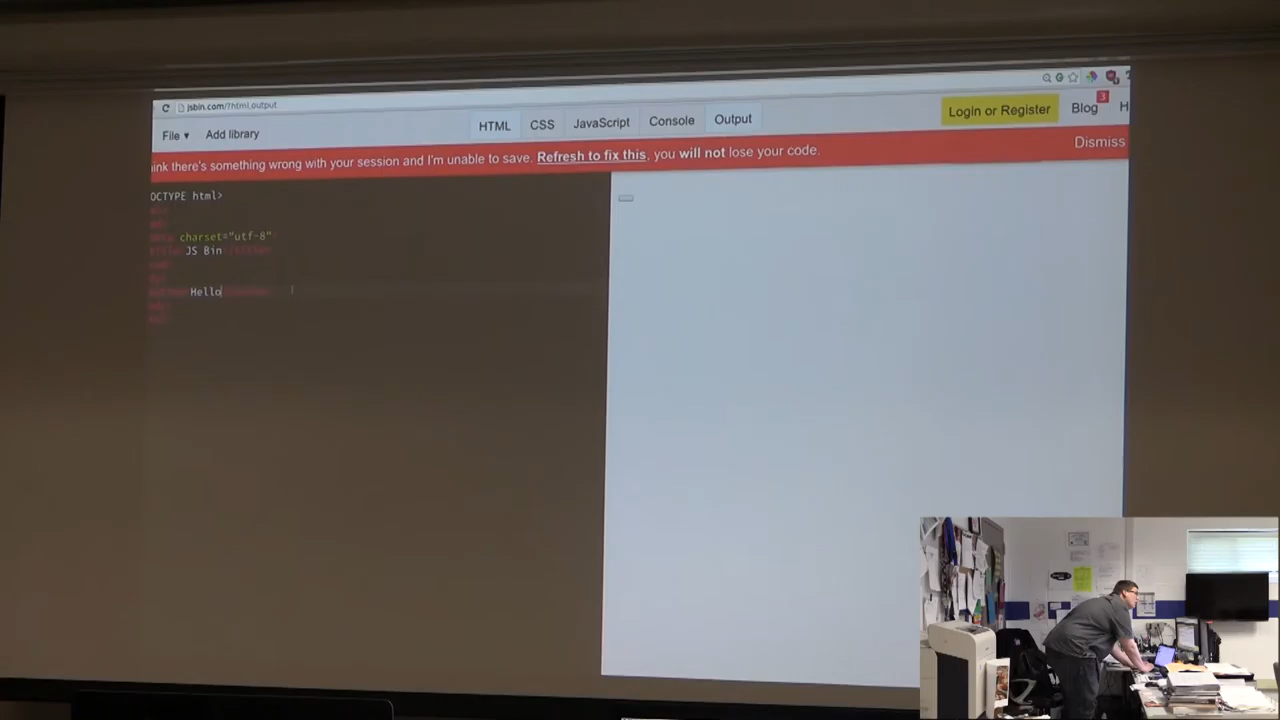 jsbin.com/?html,output
File ▾ Add library HTML CSS JavaScript Console Output Login or Register Blog 3 H
ink there's something wrong with your session and I'm unable to save. Refresh to fix this, you will not lose your code. Dismiss
OCTYPE html>
charset="utf-8"
JS Bin
Hello